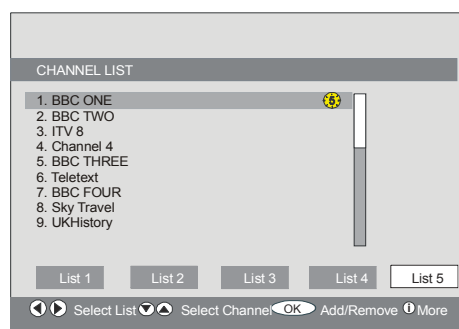 CHANNEL LIST
1. BBC ONE 5
2. BBC TWO
3. ITV 8
4. Channel 4
5. BBC THREE
6. Teletext
7. BBC FOUR
8. Sky Travel
9. UKHistory
List 1 List 2 List 3 List 4 List 5
Select List Select Channel OK Add/Remove i More